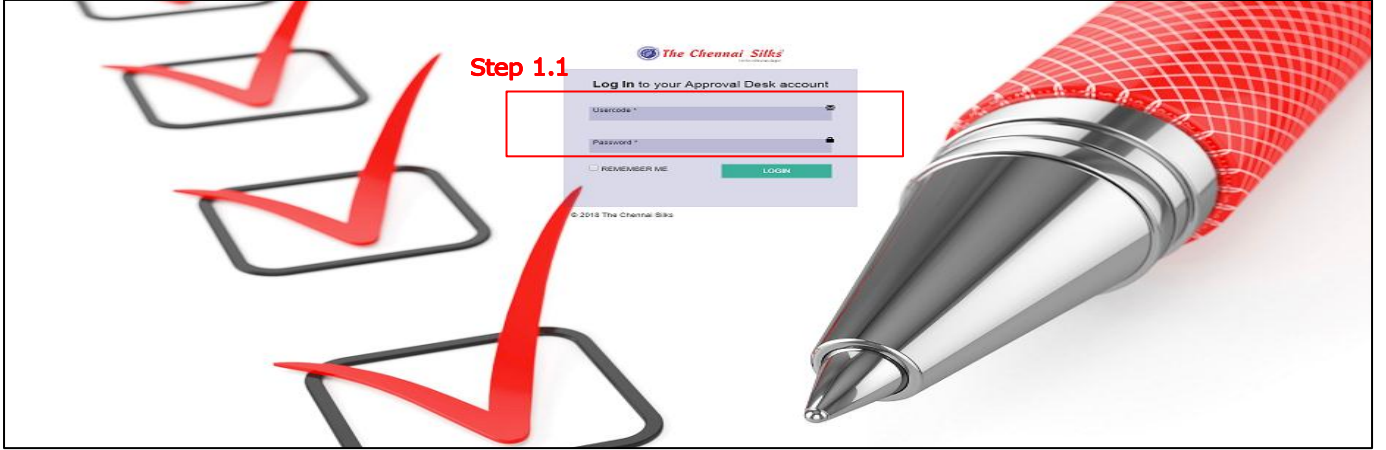 The Chennai Silks
Step 1.1
Log In to your Approval Desk account
Usercode *
Password *
REMEMBER ME
LOGIN
© 2018 The Chennai Silks